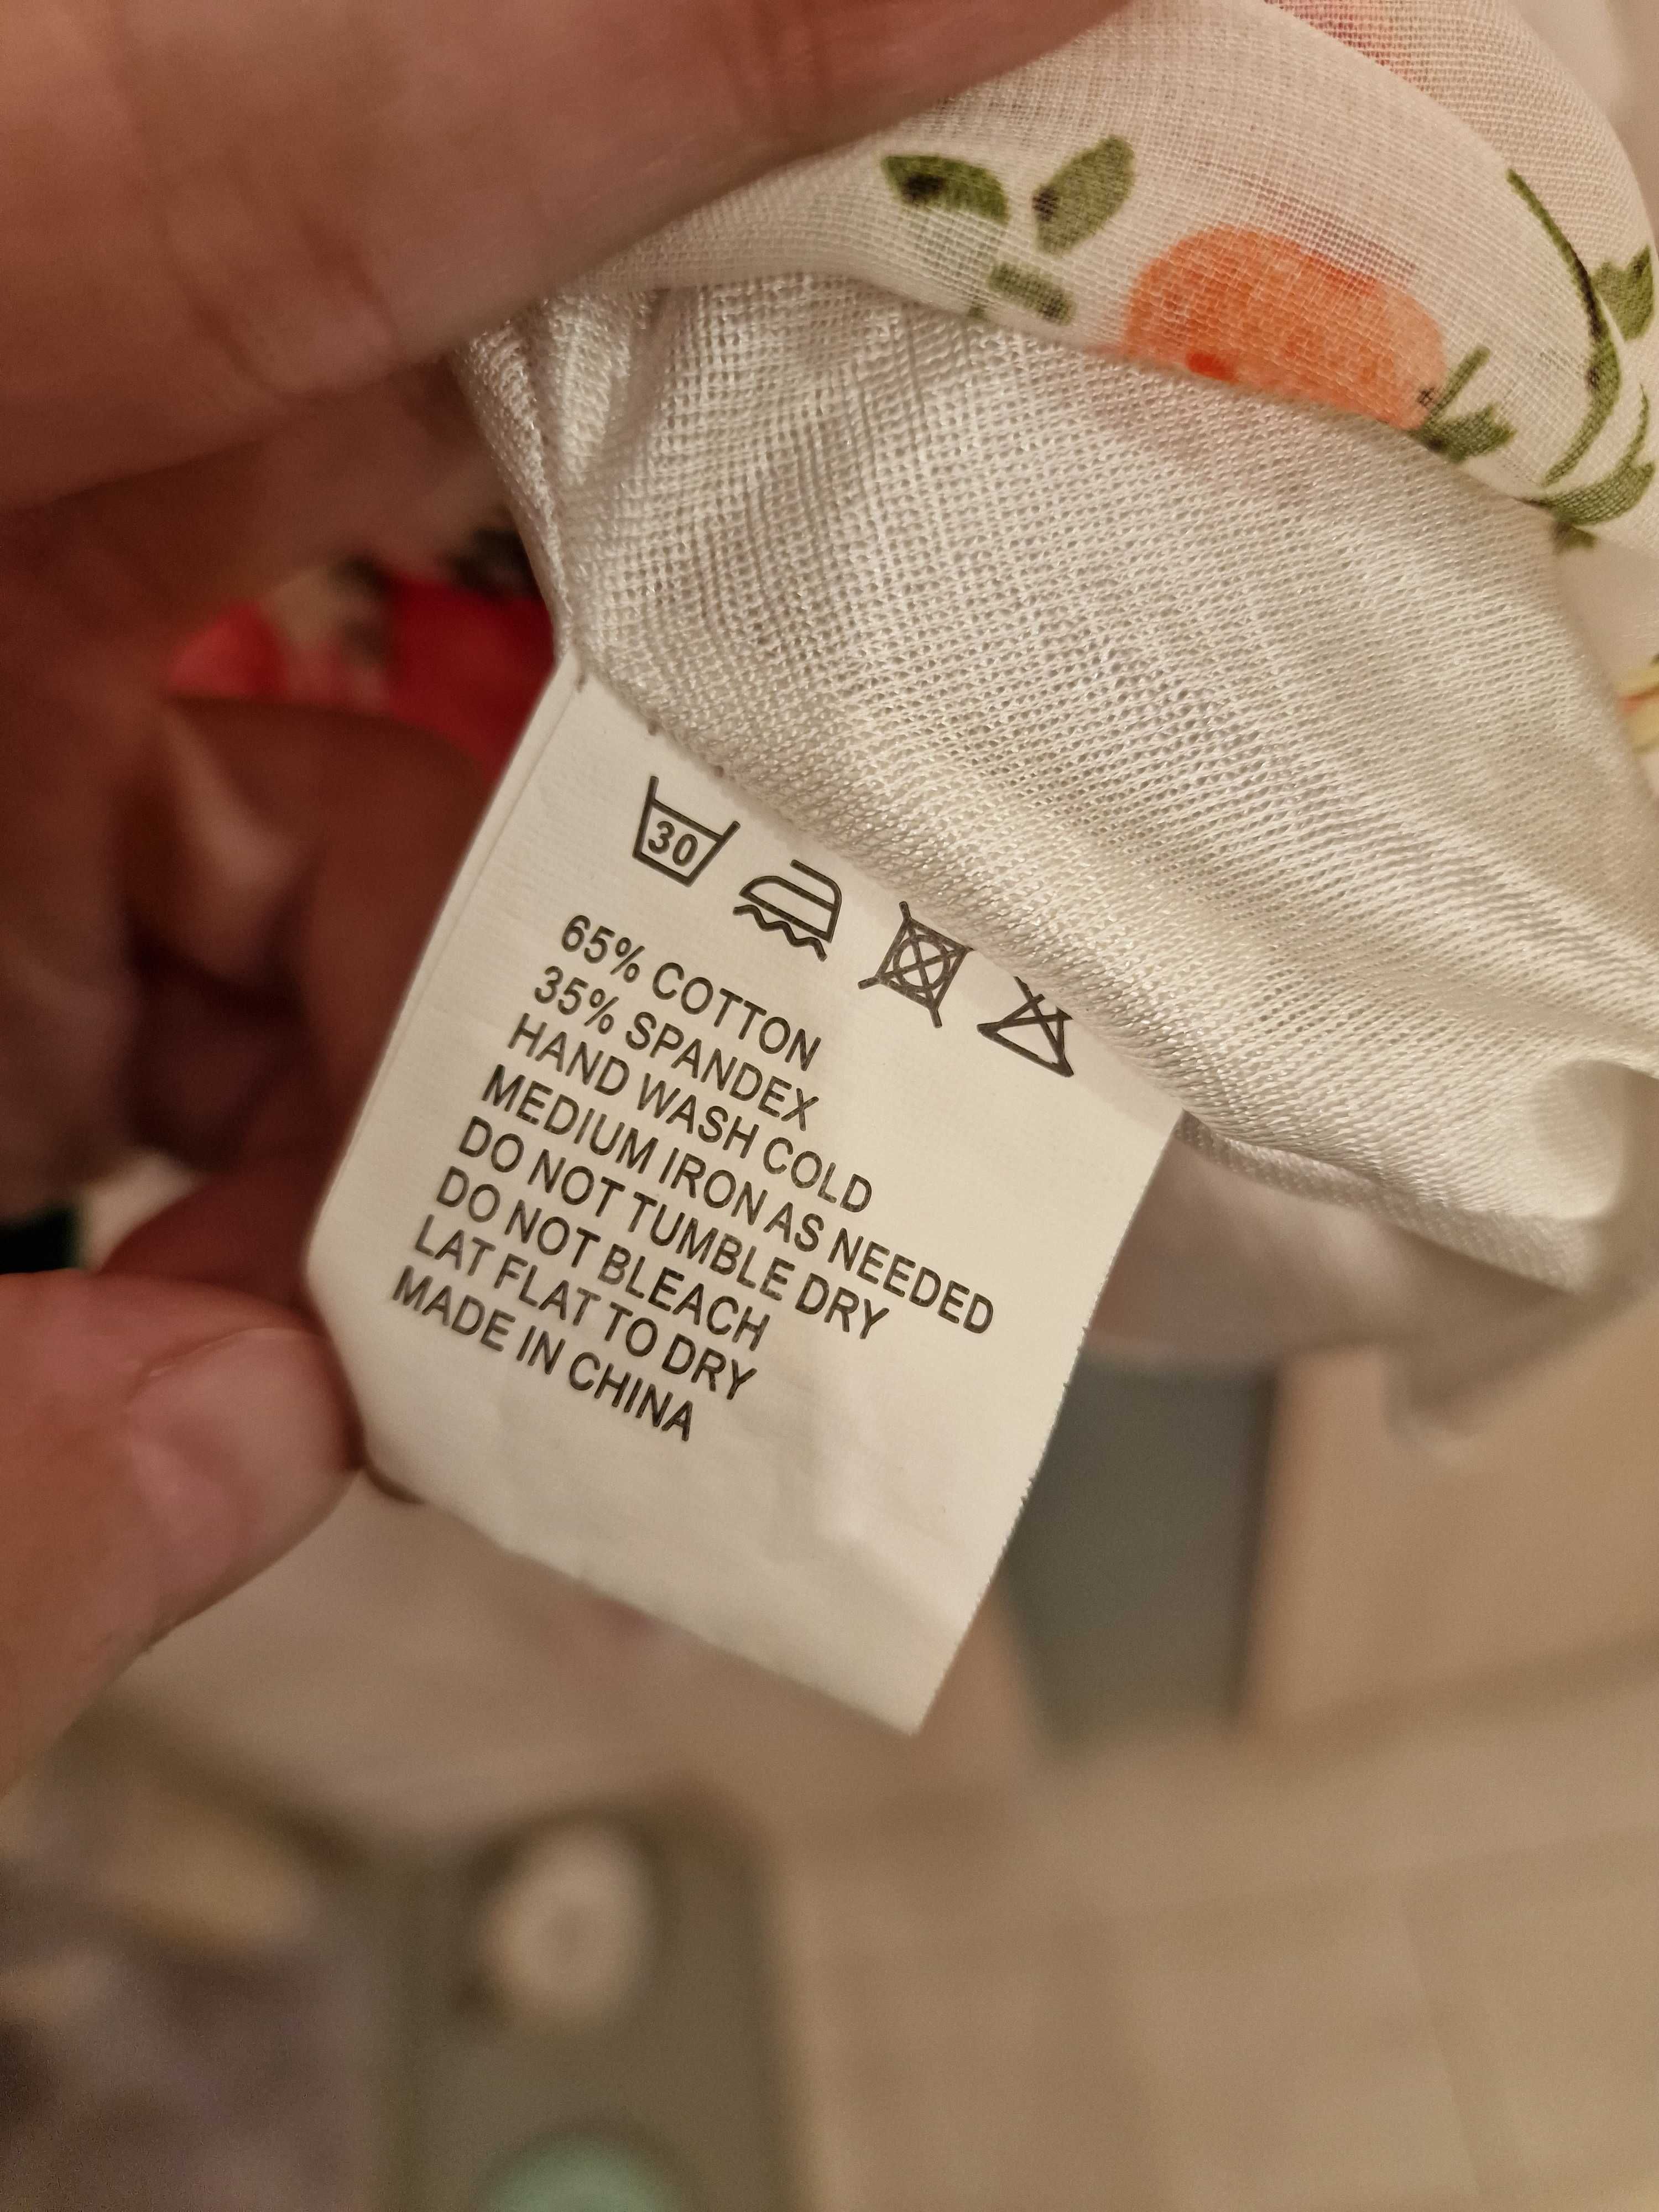 30
65% COTTON
35% SPANDEX
HAND WASH COLD
MEDIUM IRON AS NEEDED
DO NOT TUMBLE DRY
DO NOT BLEACH
LAT FLAT TO DRY
MADE IN CHINA